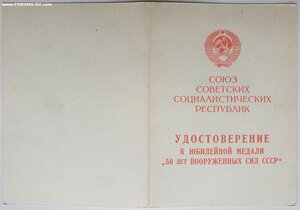 www.FORUMS-SU.com
СОЮЗ
СОВЕТСКИХ
СОЦИАЛИСТИЧЕСКИХ
РЕСПУБЛИК
УДОСТОВЕРЕНИЕ
К ЮБИЛЕЙНОЙ МЕДАЛИ
„50 ЛЕТ ВООРУЖЕННЫХ СИЛ СССР"